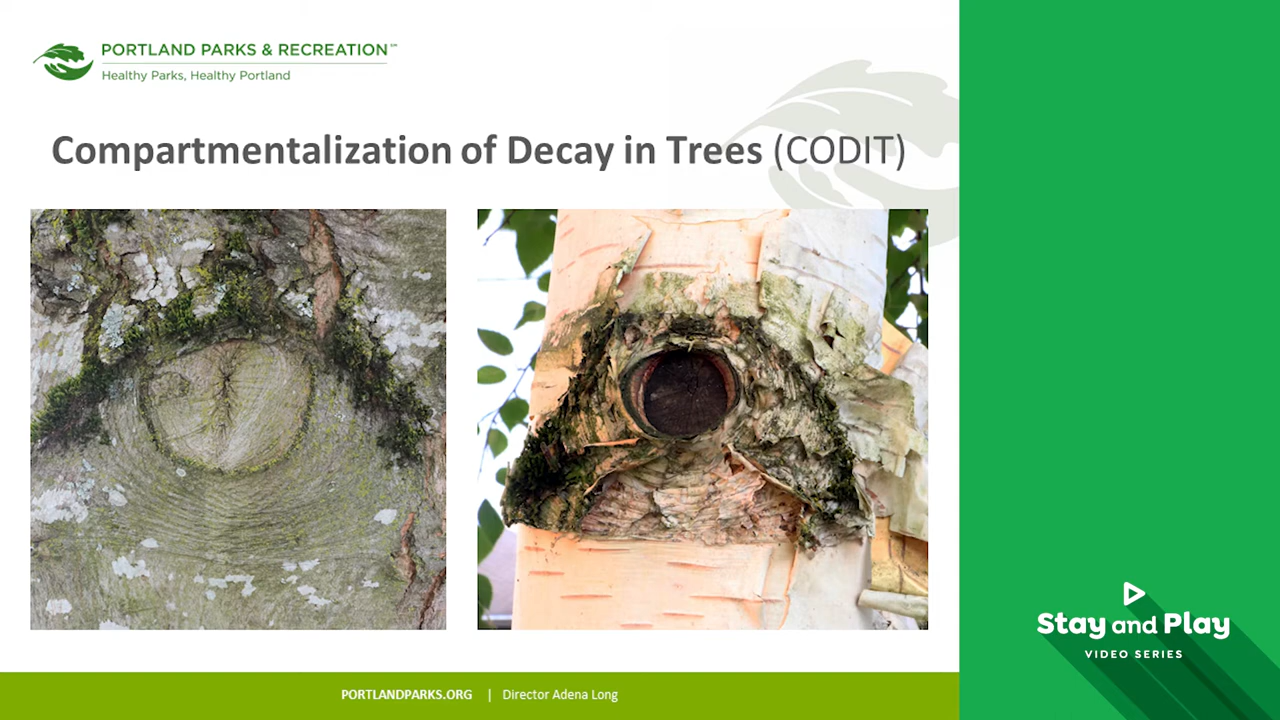 PORTLAND PARKS & RECREATION℠
Healthy Parks, Healthy Portland
Compartmentalization of Decay in Trees (CODIT)
Stay and Play
VIDEO SERIES
PORTLANDPARKS.ORG | Director Adena Long